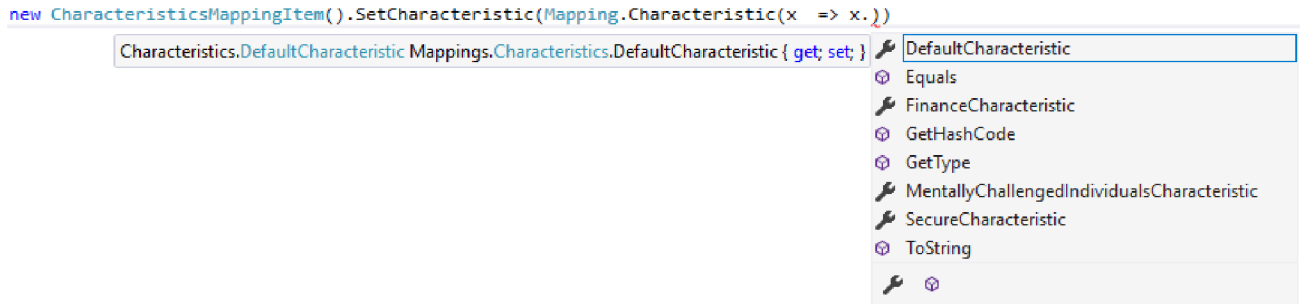 new CharacteristicsMappingItem().SetCharacteristic(Mapping.Characteristic(x  => x.))
Characteristics.DefaultCharacteristic Mappings.Characteristics.DefaultCharacteristic { get; set; }
DefaultCharacteristic
Equals
FinanceCharacteristic
GetHashCode
GetType
MentallyChallengedIndividualsCharacteristic
SecureCharacteristic
ToString